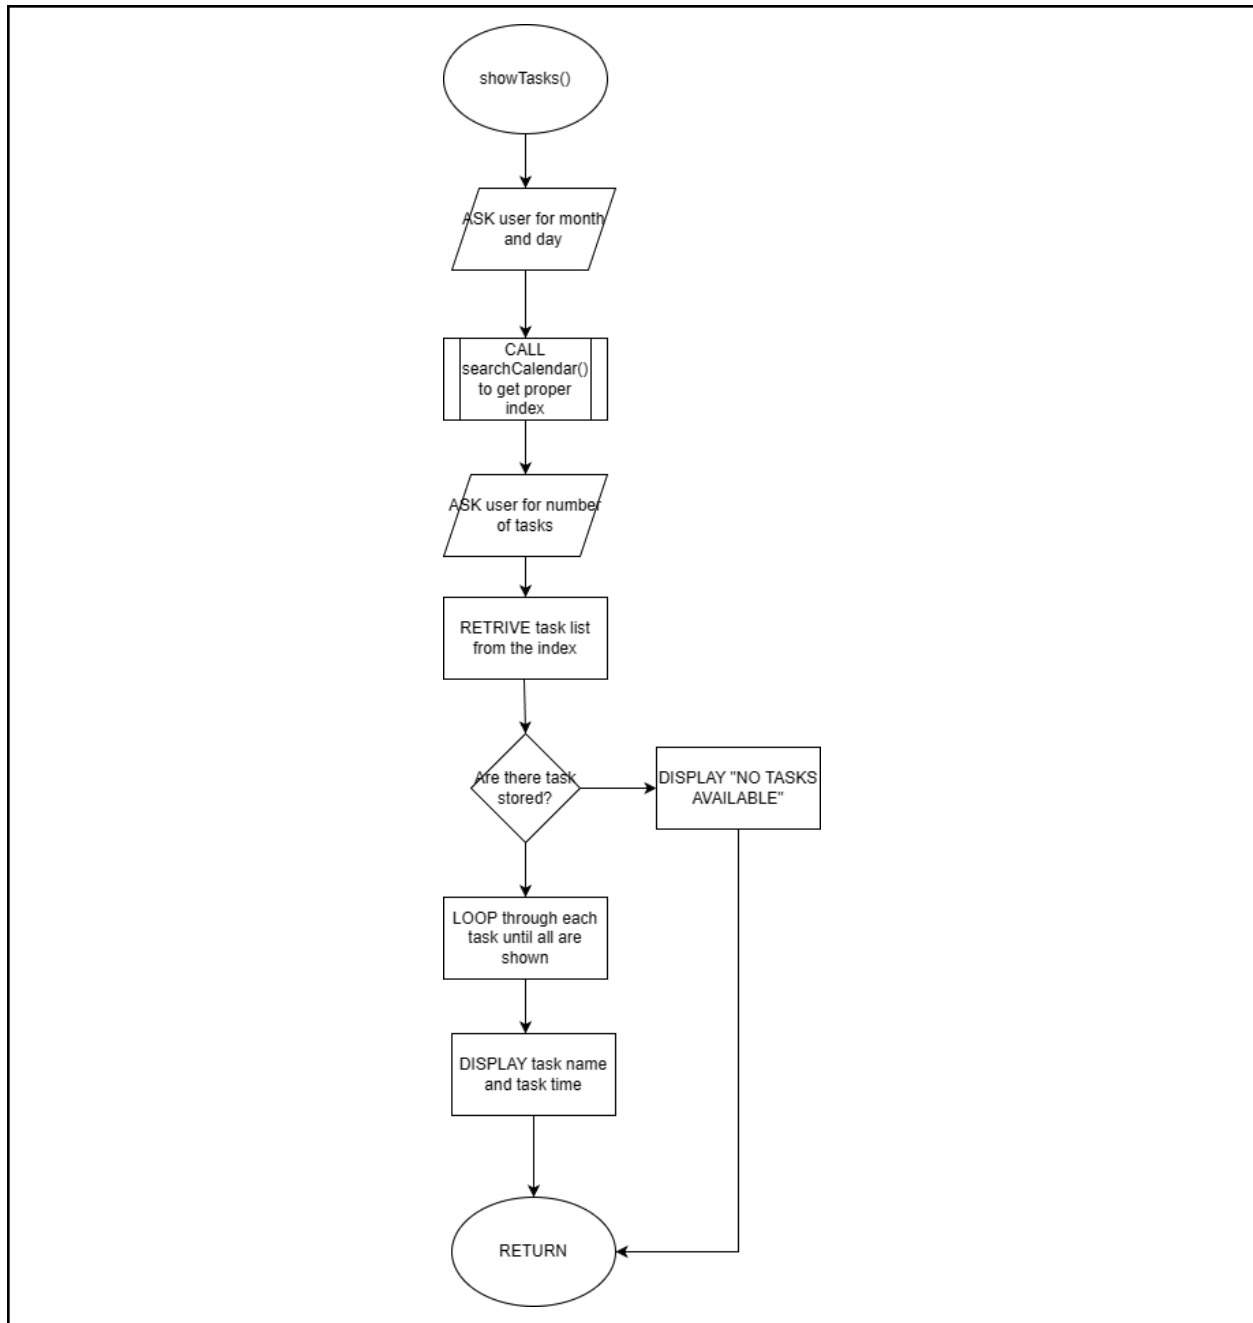 showTasks()
ASK user for month
and day
CALL
searchCalendar()
to get proper
index
ASK user for number
of tasks
RETRIVE task list
from the index
Are there task
stored?
DISPLAY "NO TASKS
AVAILABLE"
LOOP through each
task until all are
shown
DISPLAY task name
and task time
RETURN